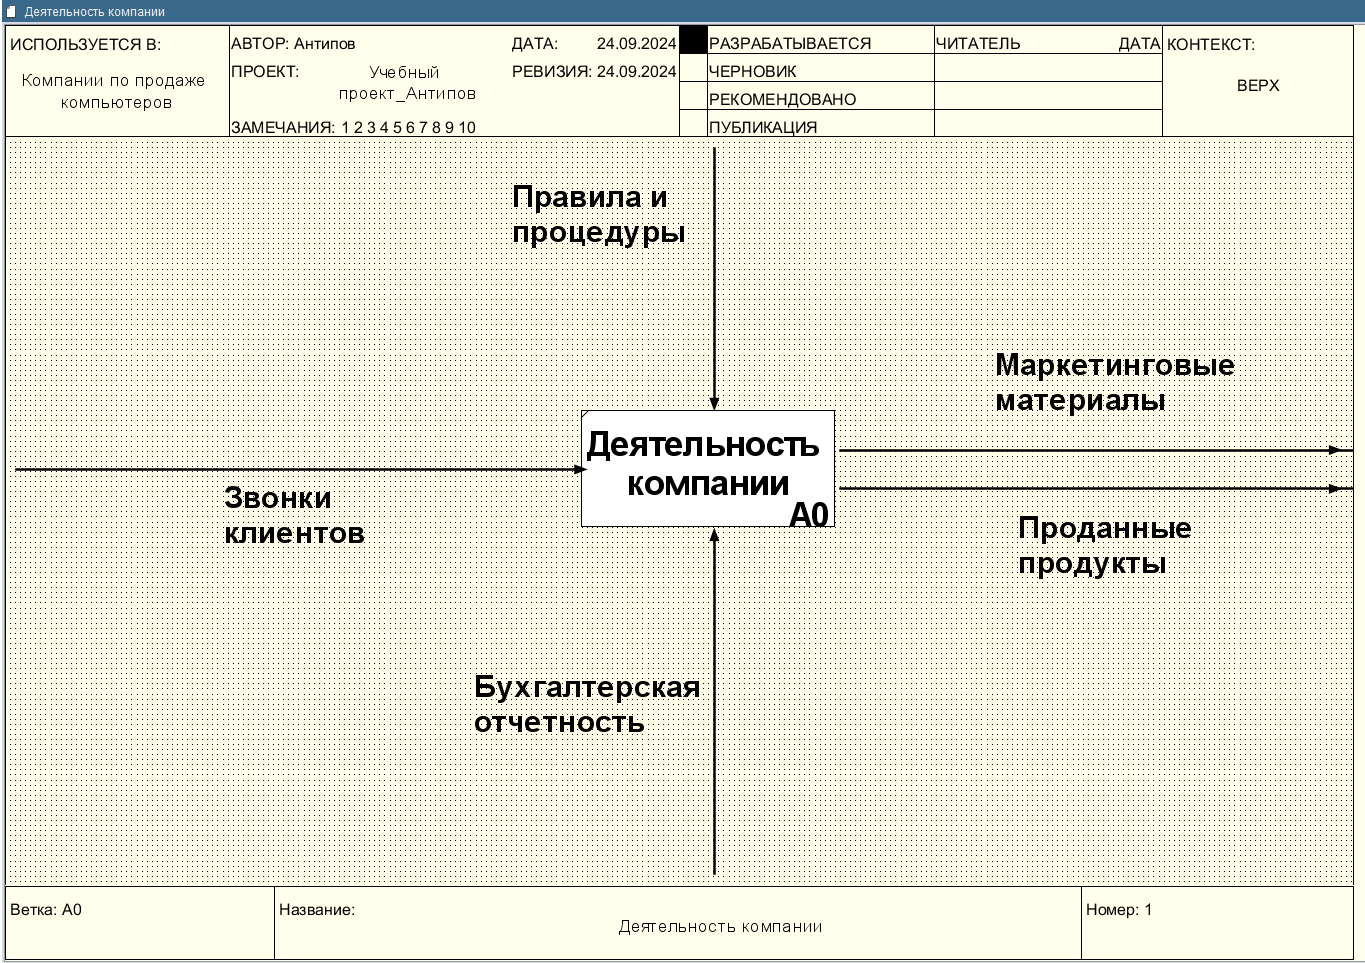 Деятельность компании
ИСПОЛЬЗУЕТСЯ В:
Компании по продаже
компьютеров
АВТОР: Антипов
ДАТА: 24.09.2024
ПРОЕКТ: Учебный
проект_Антипов
РЕВИЗИЯ: 24.09.2024
ЗАМЕЧАНИЯ: 1 2 3 4 5 6 7 8 9 10
РАЗРАБАТЫВАЕТСЯ
ЧЕРНОВИК
РЕКОМЕНДОВАНО
ПУБЛИКАЦИЯ
ЧИТАТЕЛЬ ДАТА
КОНТЕКСТ:
ВЕРХ
Правила и
процедуры
Маркетинговые
материалы
Деятельность
компании
A0
Звонки
клиентов
Проданные
продукты
Бухгалтерская
отчетность
Ветка: A0
Название:
Деятельность компании
Номер: 1